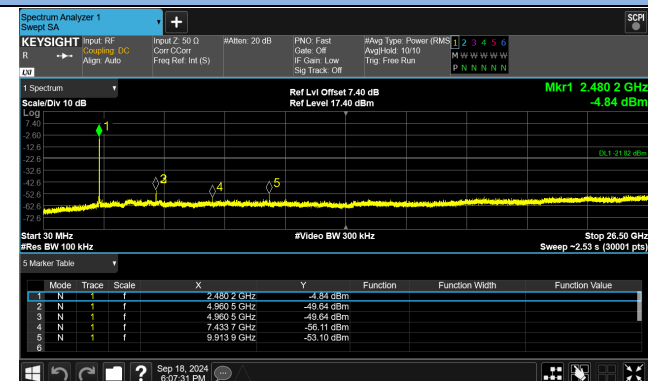 Spectrum Analyzer 1
Swept SA
SCPI
KEYSIGHT Input: RF Input Z: 50 Ω #Atten: 20 dB PNO: Fast #Avg Type: Power (RMS) 1 2 3 4 5 6
R Coupling: DC Corr CCorr Gate: Off Avg|Hold: 10/10 M W W W W W
Align: Auto Freq Ref: Int (S) IF Gain: Low Trig: Free Run
Sig Track: Off P N N N N N
LXI
1 Spectrum Ref Lvl Offset 7.40 dB Mkr1 2.480 2 GHz
Scale/Div 10 dB Ref Level 17.40 dBm -4.84 dBm
Log
7.40
1
-2.60
-12.6
DL1 -21.82 dBm
-22.6
-32.6
-42.6
3 4 5
-52.6
-62.6
-72.6
Start 30 MHz #Video BW 300 kHz Stop 26.50 GHz
#Res BW 100 kHz Sweep ~2.53 s (30001 pts)
5 Marker Table
Mode Trace Scale X Y Function Function Width Function Value
1 N 1 f 2.480 2 GHz -4.84 dBm
2 N 1 f 4.960 5 GHz -49.64 dBm
3 N 1 f 4.960 5 GHz -49.64 dBm
4 N 1 f 7.433 7 GHz -56.11 dBm
5 N 1 f 9.913 9 GHz -53.10 dBm
6
? Sep 18, 2024
6:07:31 PM